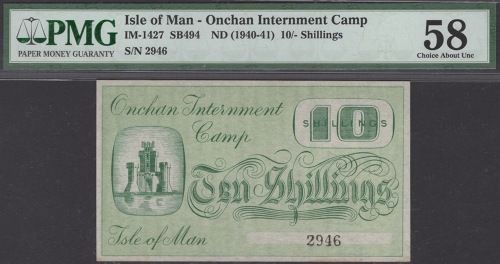 PMG
PAPER MONEY GUARANTY
Isle of Man - Onchan Internment Camp
IM-1427 SB494 ND (1940-41) 10/- Shillings
S/N 2946
58
Choice About Unc
Onchan Internment
Camp
10
SHILLINGS
Ten Shillings
Isle of Man
2946